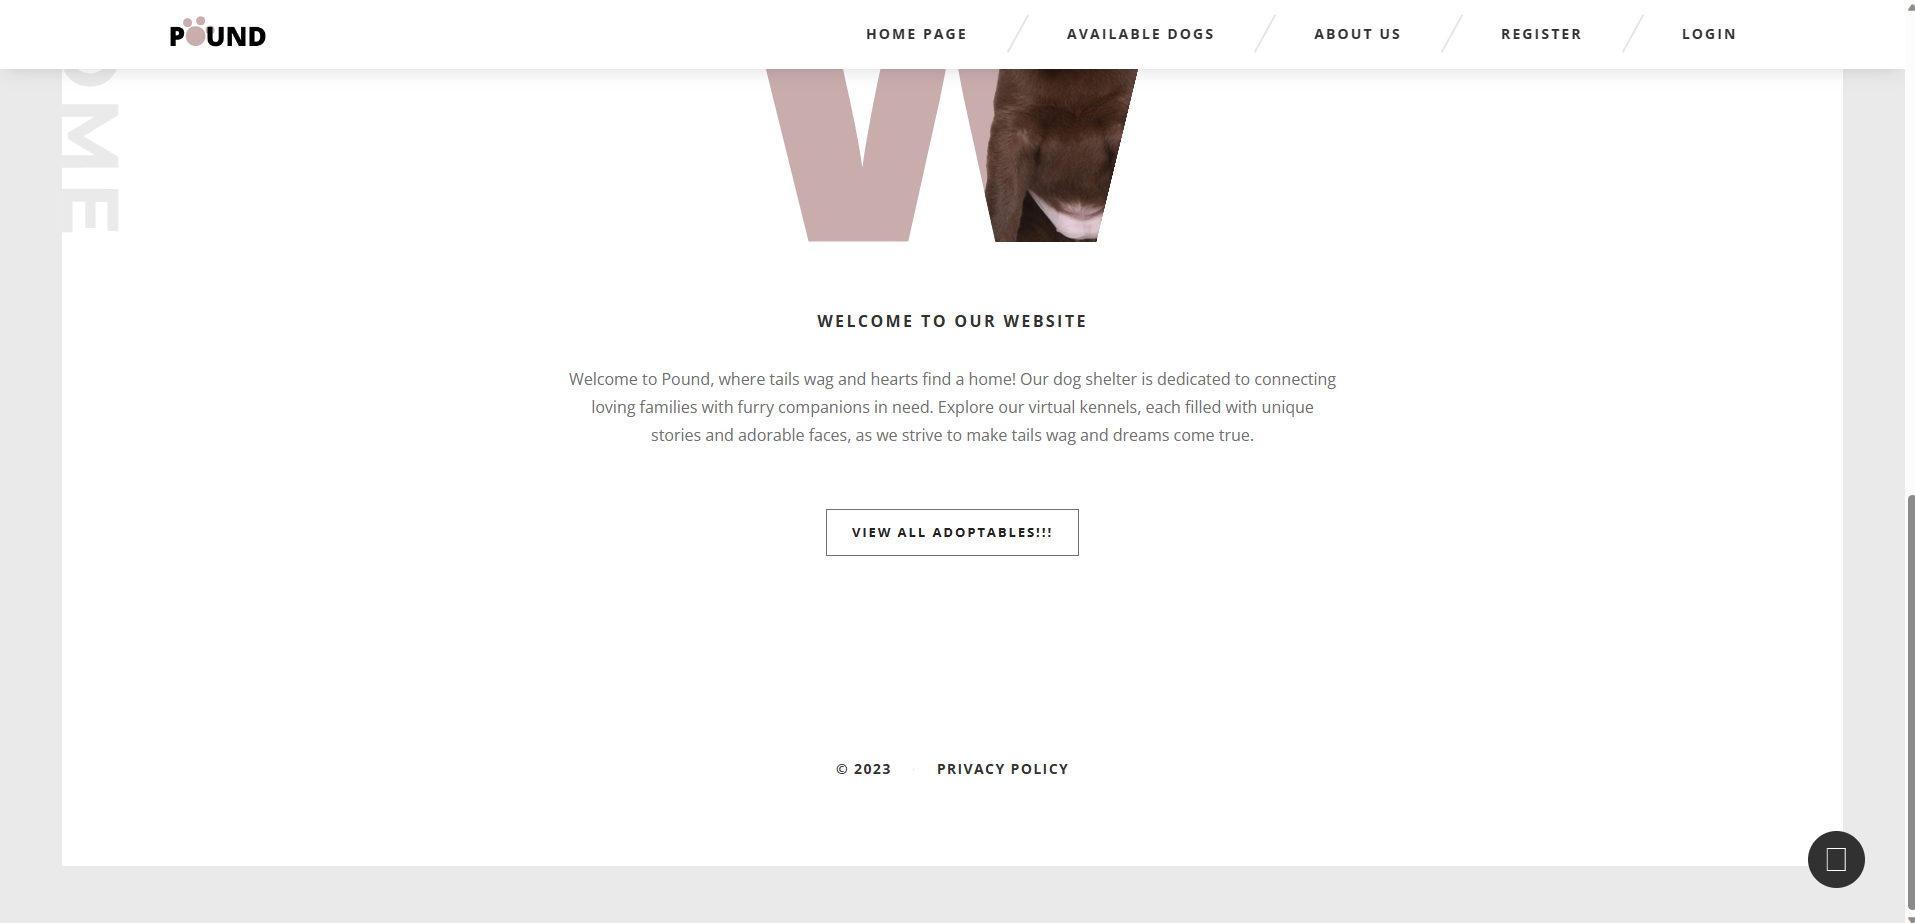 POUND
HOME PAGE
AVAILABLE DOGS
ABOUT US
REGISTER
LOGIN
OME
W
WELCOME TO OUR WEBSITE
Welcome to Pound, where tails wag and hearts find a home! Our dog shelter is dedicated to connecting
loving families with furry companions in need. Explore our virtual kennels, each filled with unique
stories and adorable faces, as we strive to make tails wag and dreams come true.
VIEW ALL ADOPTABLES!!!
© 2023 · PRIVACY POLICY